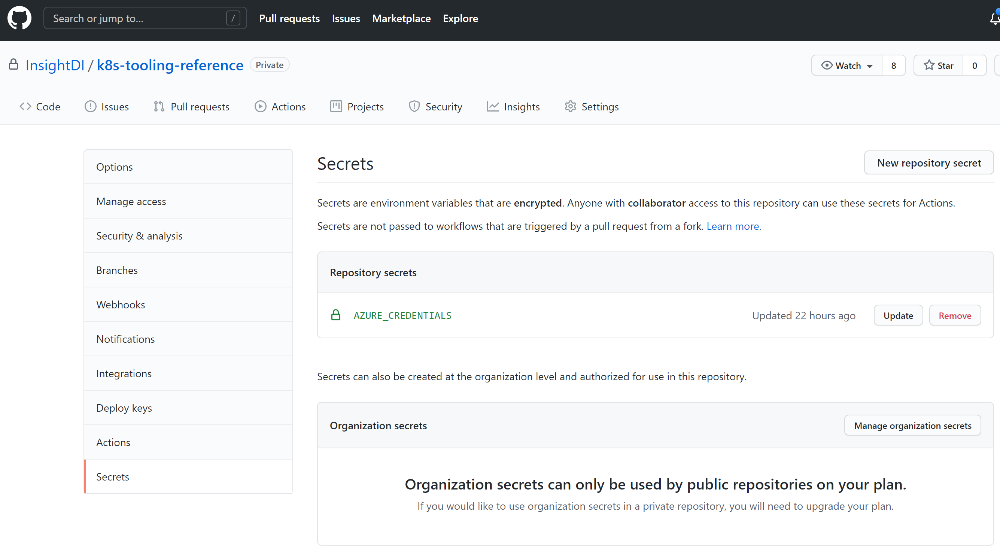 Search or jump to... /
Pull requests Issues Marketplace Explore
InsightDI / k8s-tooling-reference Private
Watch 8 Star 0
Code Issues Pull requests Actions Projects Security Insights Settings
Options
Manage access
Security & analysis
Branches
Webhooks
Notifications
Integrations
Deploy keys
Actions
Secrets
Secrets
New repository secret
Secrets are environment variables that are encrypted. Anyone with collaborator access to this repository can use these secrets for Actions.
Secrets are not passed to workflows that are triggered by a pull request from a fork. Learn more.
Repository secrets
AZURE_CREDENTIALS Updated 22 hours ago Update Remove
Secrets can also be created at the organization level and authorized for use in this repository.
Organization secrets Manage organization secrets
Organization secrets can only be used by public repositories on your plan.
If you would like to use organization secrets in a private repository, you will need to upgrade your plan.